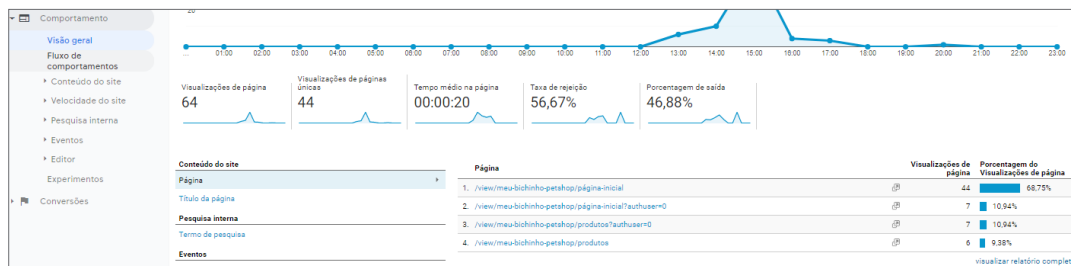 Comportamento
Visão geral
Fluxo de
comportamentos
Conteúdo do site
Velocidade do site
Pesquisa interna
Eventos
Editor
Experimentos
Conversões
20
01:00 02:00 03:00 04:00 05:00 06:00 07:00 08:00 09:00 10:00 11:00 12:00 13:00 14:00 15:00 16:00 17:00 18:00 19:00 20:00 21:00 22:00 23:00
Visualizações de página
64
Visualizações de páginas
únicas
44
Tempo médio na página
00:00:20
Taxa de rejeição
56,67%
Porcentagem de saída
46,88%
Conteúdo do site
Página
Título da página
Pesquisa interna
Termo de pesquisa
Eventos
Página Visualizações de página Porcentagem do Visualizações de página
1. /view/meu-bichinho-petshop/página-inicial 44 68,75%
2. /view/meu-bichinho-petshop/página-inicial?authuser=0 7 10,94%
3. /view/meu-bichinho-petshop/produtos?authuser=0 7 10,94%
4. /view/meu-bichinho-petshop/produtos 6 9,38%
visualizar relatório complet